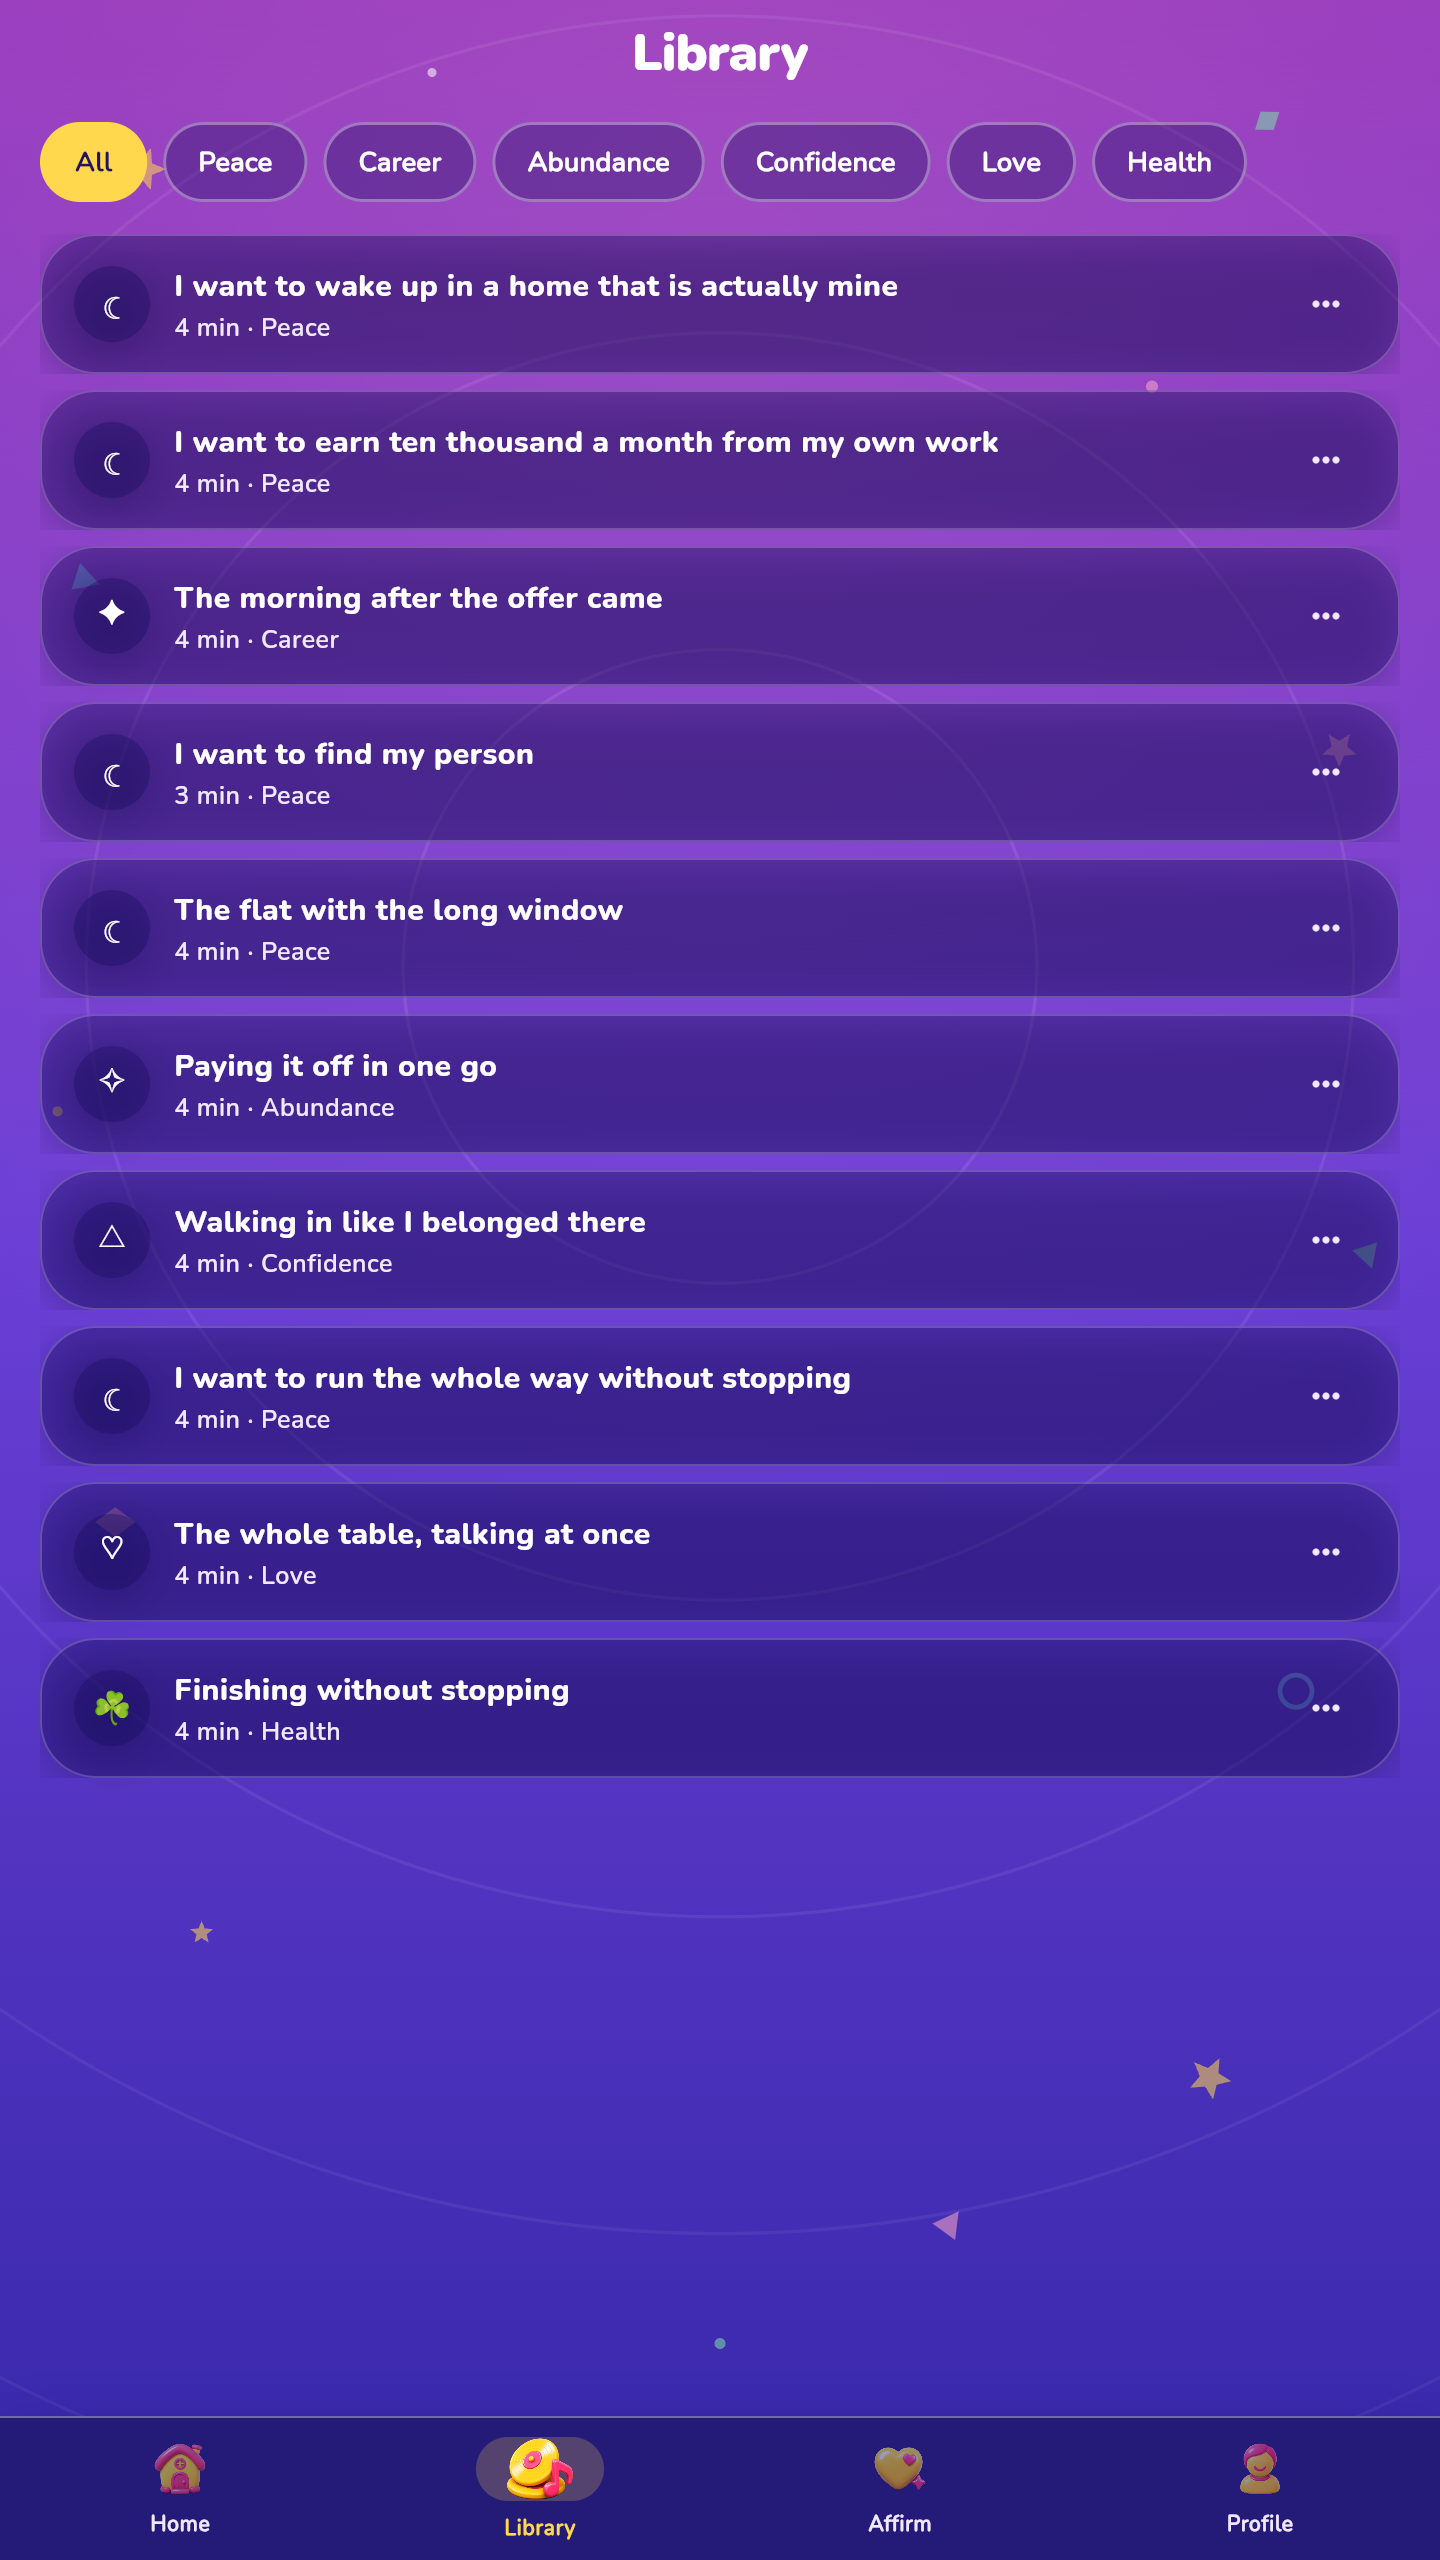 Library
All
Peace
Career
Abundance
Confidence
Love
Health
I want to wake up in a home that is actually mine
4 min · Peace
I want to earn ten thousand a month from my own work
4 min · Peace
The morning after the offer came
4 min · Career
I want to find my person
3 min · Peace
The flat with the long window
4 min · Peace
Paying it off in one go
4 min · Abundance
Walking in like I belonged there
4 min · Confidence
I want to run the whole way without stopping
4 min · Peace
The whole table, talking at once
4 min · Love
Finishing without stopping
4 min · Health
Home
Library
Affirm
Profile